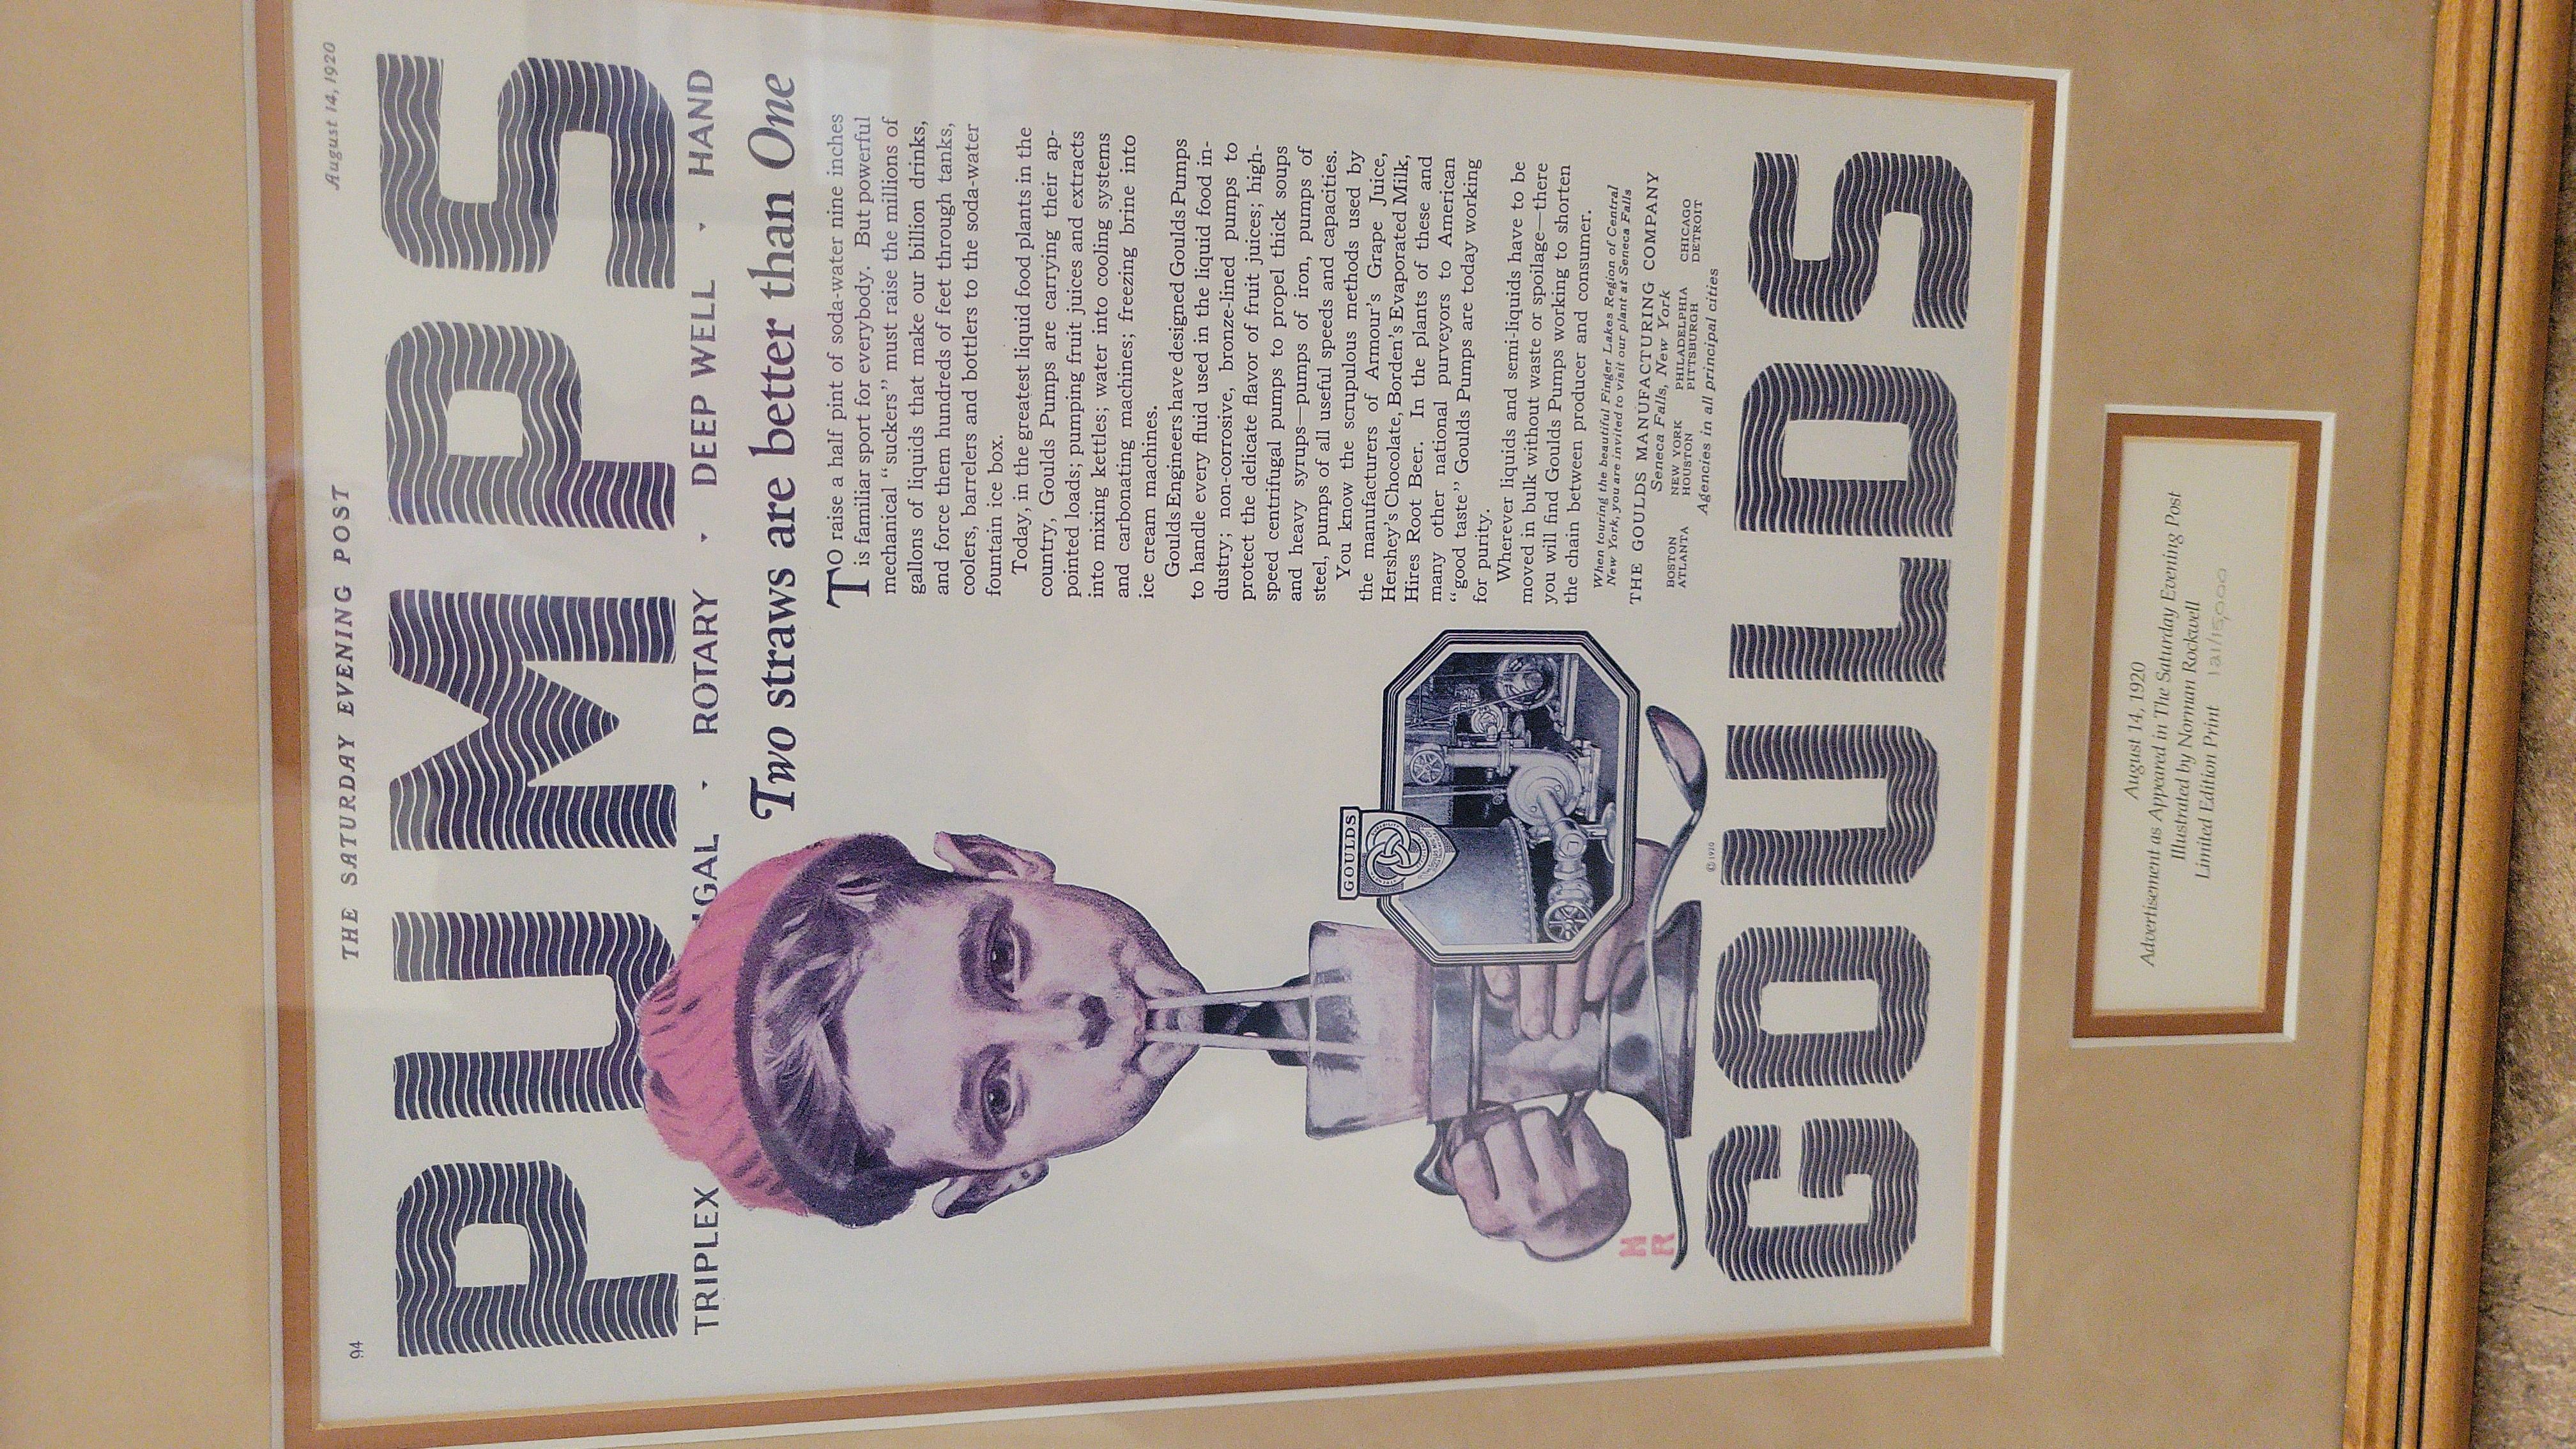 94
THE SATURDAY EVENING POST
August 14, 1920
PUMPS
TRIPLEX
GAL · ROTARY · DEEP WELL · HAND
Two straws are better than One
TO raise a half pint of soda-water nine inches
is familiar sport for everybody. But powerful
mechanical “suckers” must raise the millions of
gallons of liquids that make our billion drinks,
and force them hundreds of feet through tanks,
coolers, barrelers and bottlers to the soda-water
fountain ice box.
Today, in the greatest liquid food plants in the
country, Goulds Pumps are carrying their ap-
pointed loads; pumping fruit juices and extracts
into mixing kettles; water into cooling systems
and carbonating machines; freezing brine into
ice cream machines.
Goulds Engineers have designed Goulds Pumps
to handle every fluid used in the liquid food in-
dustry; non-corrosive, bronze-lined pumps to
protect the delicate flavor of fruit juices; high-
speed centrifugal pumps to propel thick soups
and heavy syrups—pumps of iron, pumps of
steel, pumps of all useful speeds and capacities.
You know the scrupulous methods used by
the manufacturers of Armour's Grape Juice,
Hershey's Chocolate, Borden's Evaporated Milk,
Hires Root Beer. In the plants of these and
many other national purveyors to American
“good taste” Goulds Pumps are today working
for purity.
Wherever liquids and semi-liquids have to be
moved in bulk without waste or spoilage—there
you will find Goulds Pumps working to shorten
the chain between producer and consumer.
When touring the beautiful Finger Lakes Region of Central
New York, you are invited to visit our plant at Seneca Falls
THE GOULDS MANUFACTURING COMPANY
Seneca Falls, New York
BOSTON NEW YORK PHILADELPHIA CHICAGO
ATLANTA HOUSTON PITTSBURGH DETROIT
Agencies in all principal cities
GOULDS
NR
©1920
GOULDS
August 14, 1920
Advertisement as Appeared in The Saturday Evening Post
Illustrated by Norman Rockwell
Limited Edition Print 121/15,000